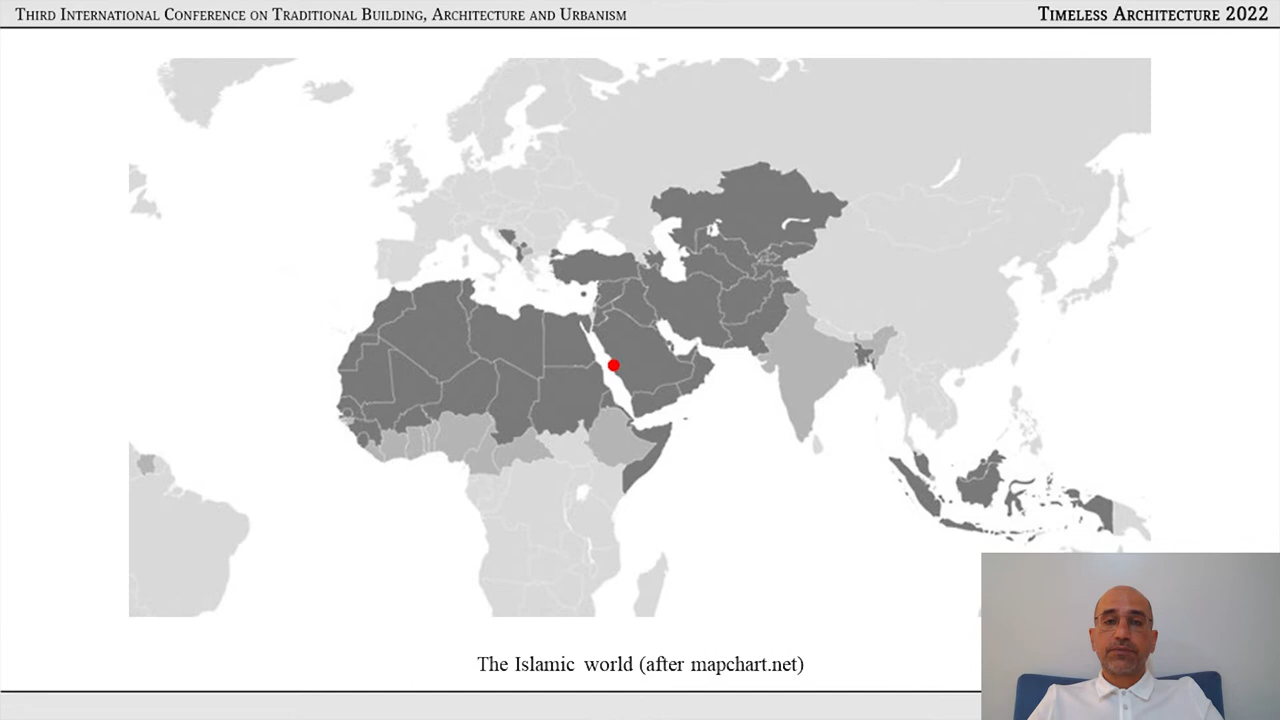 Third International Conference on Traditional Building, Architecture and Urbanism
Timeless Architecture 2022
The Islamic world (after mapchart.net)